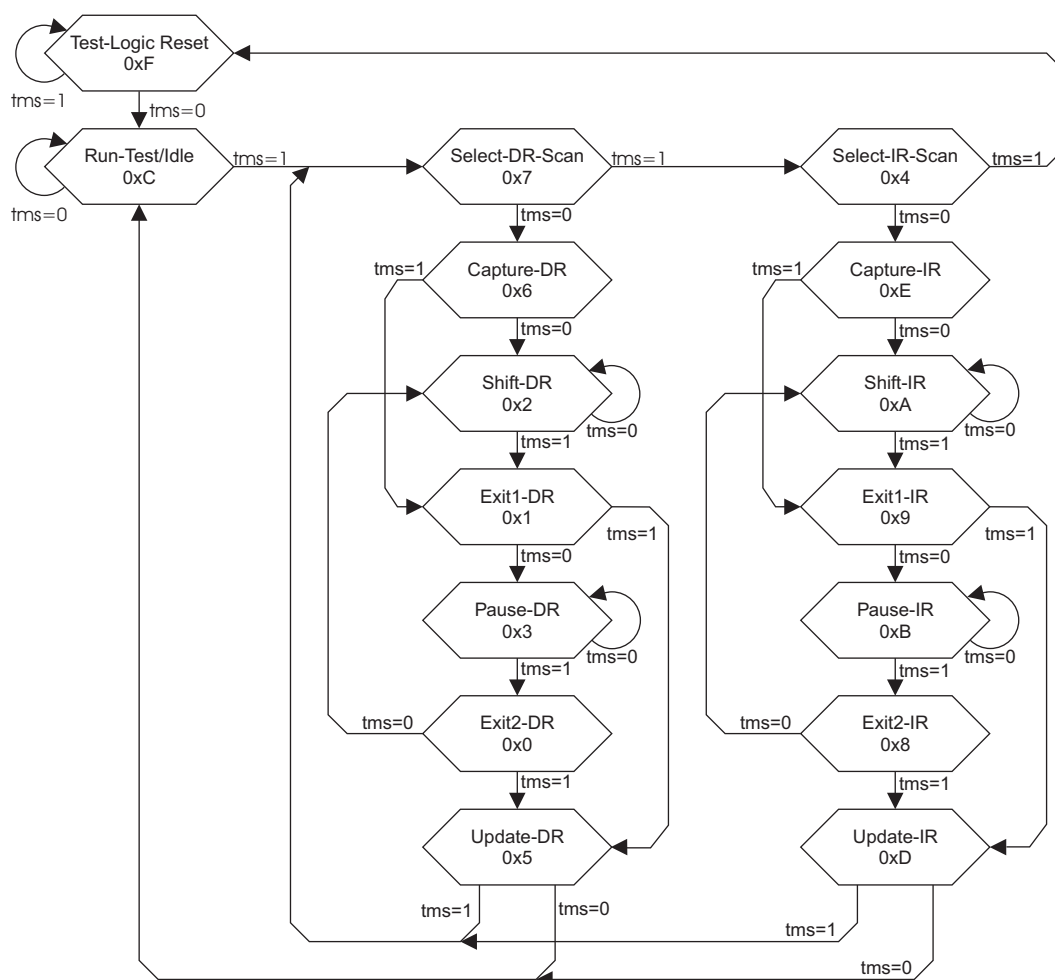 Test-Logic Reset
0xF
tms=1
tms=0
Run-Test/Idle
0xC
tms=0
tms=1
Select-DR-Scan
0x7
tms=1
Select-IR-Scan
0x4
tms=1
tms=0
tms=0
tms=1
Capture-DR
0x6
tms=1
Capture-IR
0xE
tms=0
tms=0
Shift-DR
0x2
tms=0
Shift-IR
0xA
tms=0
tms=1
tms=1
Exit1-DR
0x1
tms=1
Exit1-IR
0x9
tms=1
tms=0
tms=0
Pause-DR
0x3
tms=0
Pause-IR
0xB
tms=0
tms=1
tms=1
tms=0
Exit2-DR
0x0
tms=0
Exit2-IR
0x8
tms=1
tms=1
Update-DR
0x5
Update-IR
0xD
tms=1
tms=0
tms=1
tms=0